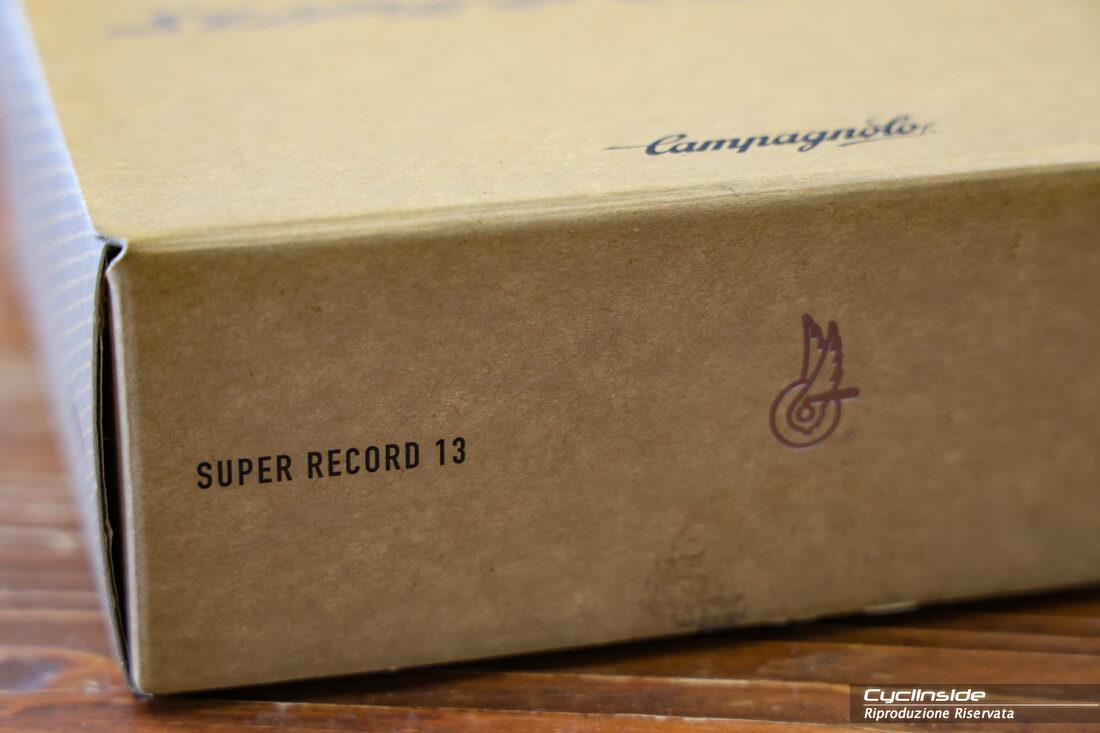 Campagnolo
SUPER RECORD 13
CyclInside
Riproduzione Riservata